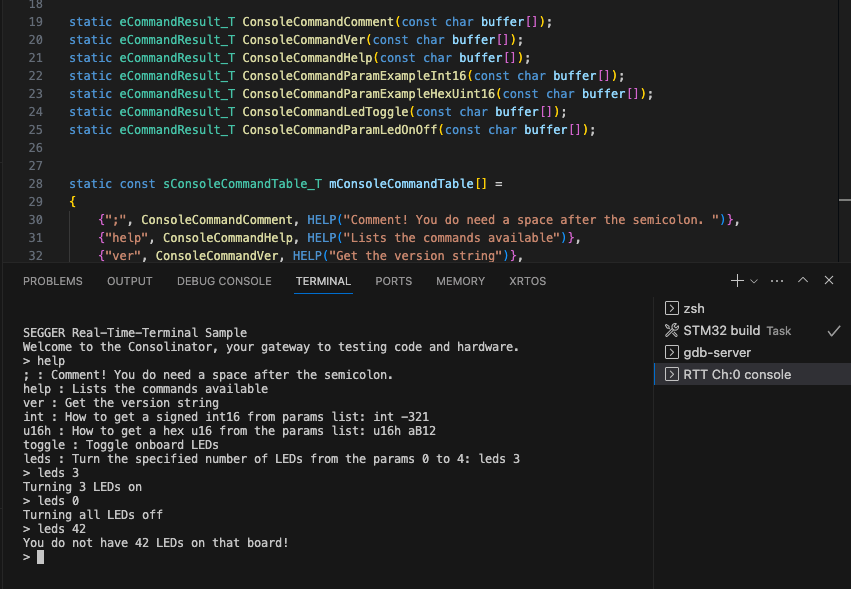 18
19 static eCommandResult_T ConsoleCommandComment(const char buffer[]);
20 static eCommandResult_T ConsoleCommandVer(const char buffer[]);
21 static eCommandResult_T ConsoleCommandHelp(const char buffer[]);
22 static eCommandResult_T ConsoleCommandParamExampleInt16(const char buffer[]);
23 static eCommandResult_T ConsoleCommandParamExampleHexUint16(const char buffer[]);
24 static eCommandResult_T ConsoleCommandLedToggle(const char buffer[]);
25 static eCommandResult_T ConsoleCommandParamLedOnOff(const char buffer[]);
26
27
28 static const sConsoleCommandTable_T mConsoleCommandTable[] =
29 {
30 {";", ConsoleCommandComment, HELP("Comment! You do need a space after the semicolon. ")},
31 {"help", ConsoleCommandHelp, HELP("Lists the commands available")},
32 {"ver", ConsoleCommandVer, HELP("Get the version string")},
PROBLEMS OUTPUT DEBUG CONSOLE TERMINAL PORTS MEMORY XRTOS
SEGGER Real-Time-Terminal Sample
Welcome to the Consolinator, your gateway to testing code and hardware.
> help
; : Comment! You do need a space after the semicolon.
help : Lists the commands available
ver : Get the version string
int : How to get a signed int16 from params list: int -321
u16h : How to get a hex u16 from the params list: u16h aB12
toggle : Toggle onboard LEDs
leds : Turn the specified number of LEDs from the params 0 to 4: leds 3
> leds 3
Turning 3 LEDs on
> leds 0
Turning all LEDs off
> leds 42
You do not have 42 LEDs on that board!
>
zsh
STM32 build Task
gdb-server
RTT Ch:0 console